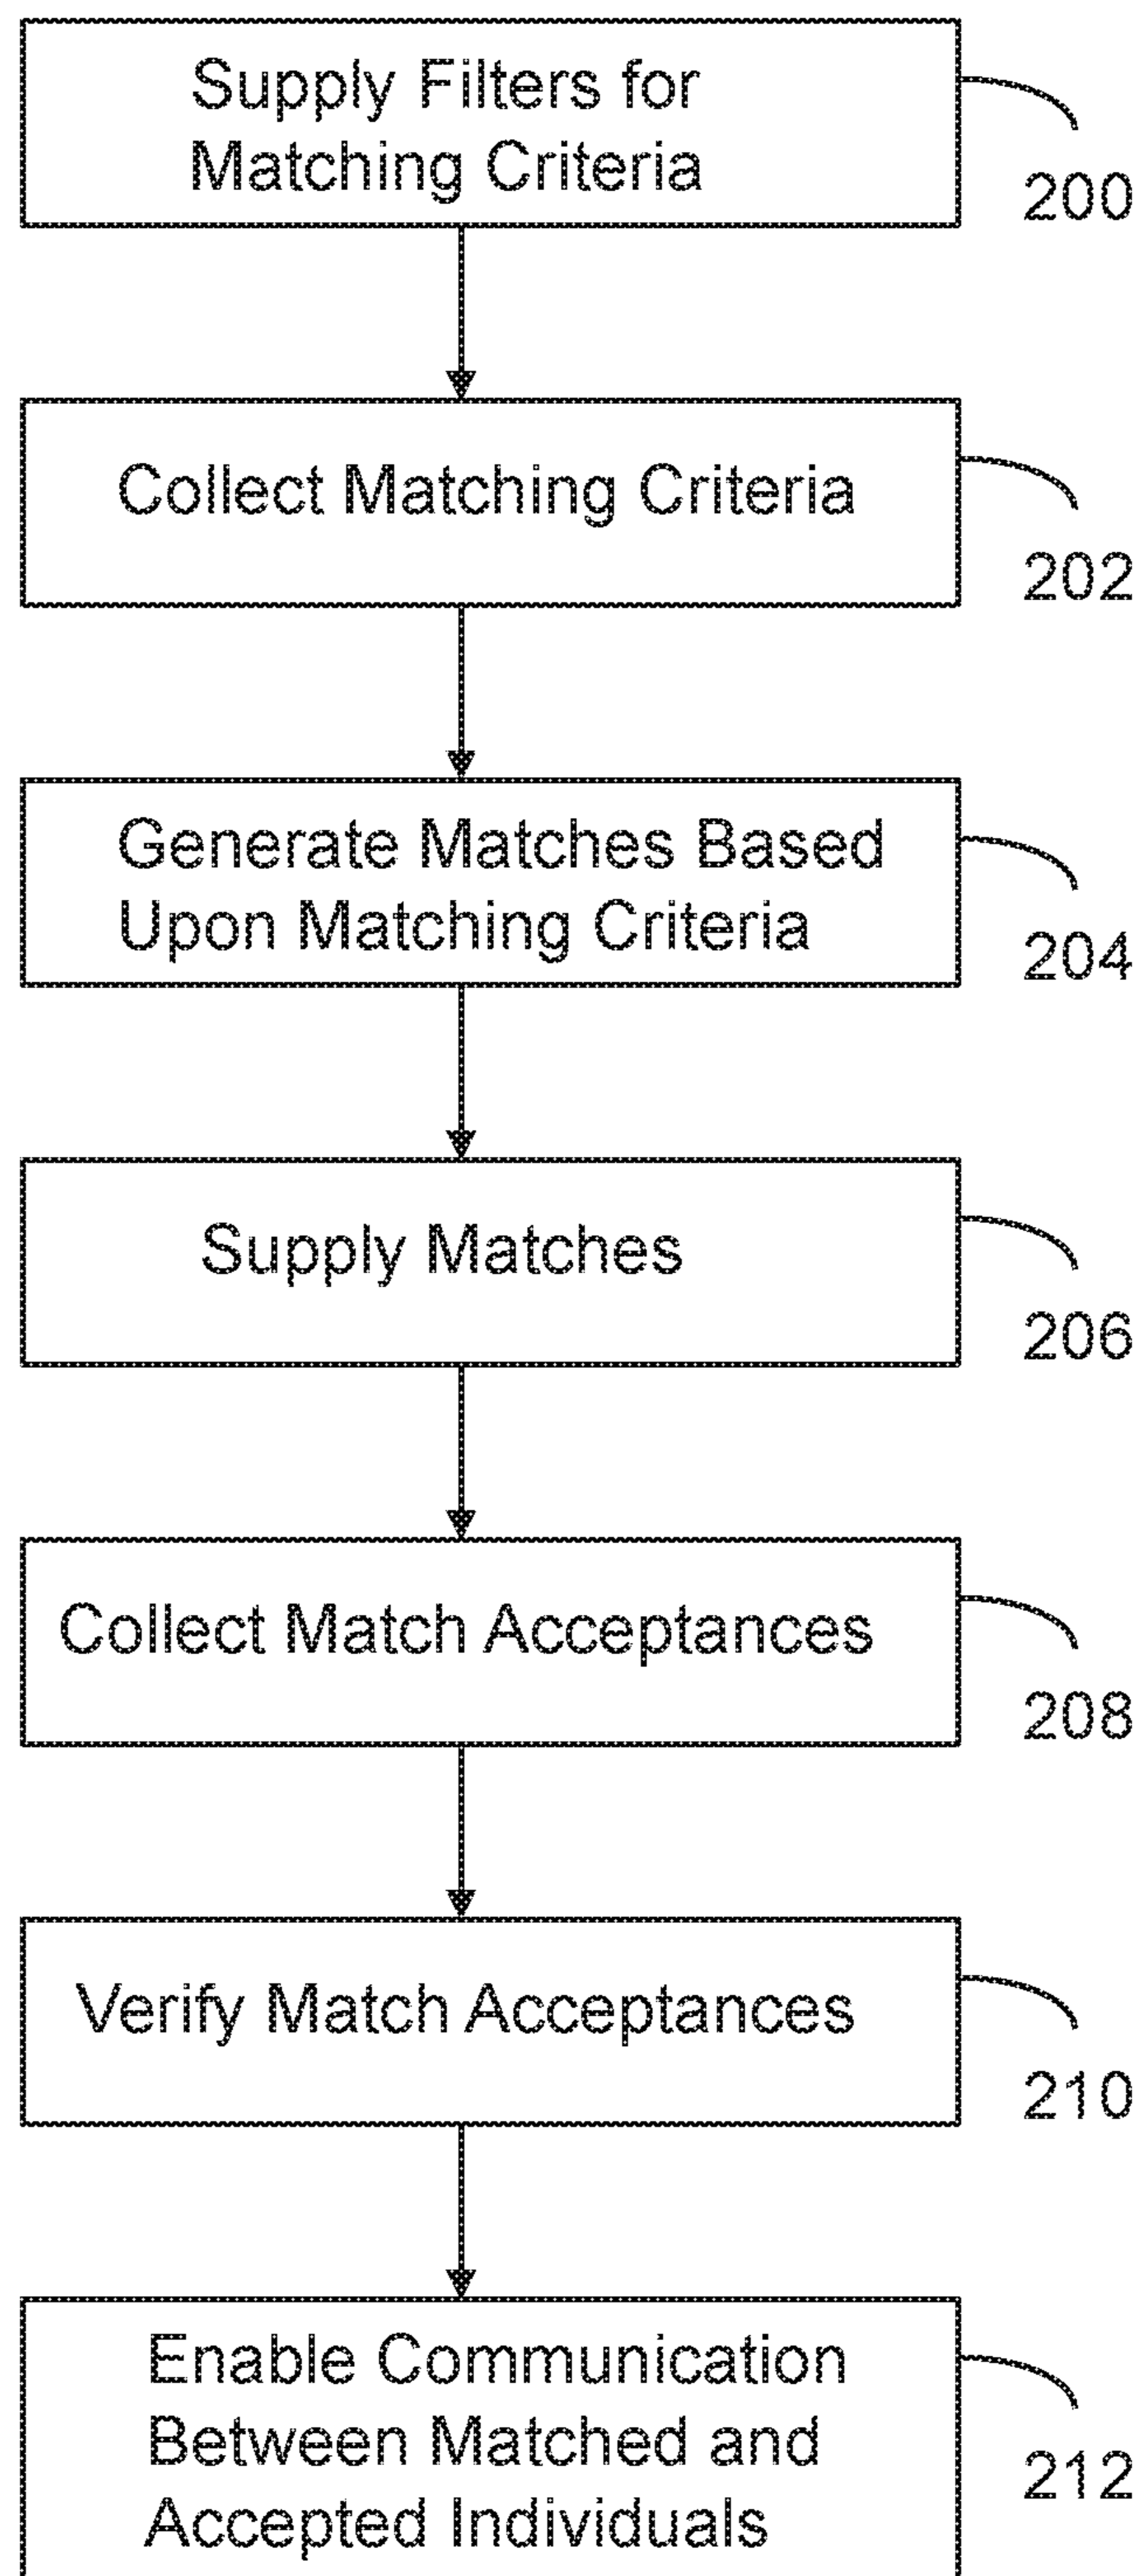 Supply Filters for
Matching Criteria
200
Collect Matching Criteria
202
Generate Matches Based
Upon Matching Criteria
204
Supply Matches
206
Collect Match Acceptances
208
Verify Match Acceptances
210
Enable Communication
Between Matched and
Accepted Individuals
212